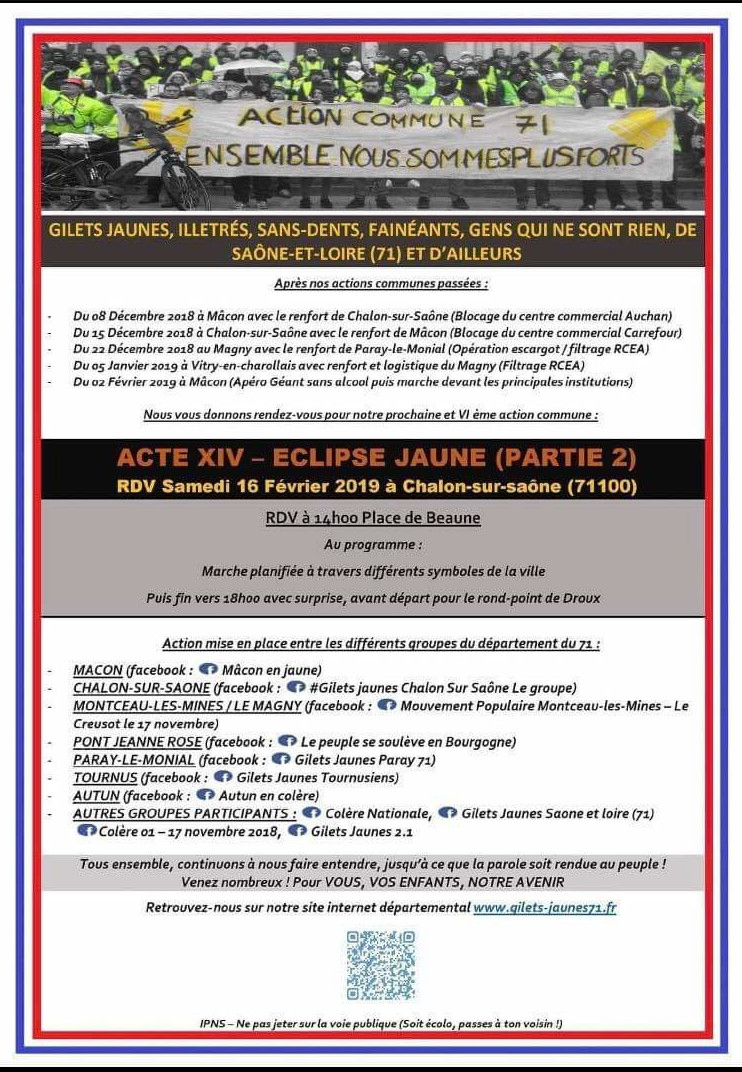 ACTION COMMUNE 71
ENSEMBLE NOUS SOMMES PLUS FORTS
GILETS JAUNES, ILLETRÉS, SANS-DENTS, FAINÉANTS, GENS QUI NE SONT RIEN, DE
SAÔNE-ET-LOIRE (71) ET D'AILLEURS
Après nos actions communes passées :
- Du 08 Décembre 2018 à Mâcon avec le renfort de Chalon-sur-Saône (Blocage du centre commercial Auchan)
- Du 15 Décembre 2018 à Chalon-sur-Saône avec le renfort de Mâcon (Blocage du centre commercial Carrefour)
- Du 22 Décembre 2018 au Magny avec le renfort de Paray-le-Monial (Opération escargot / filtrage RCEA)
- Du 05 Janvier 2019 à Vitry-en-charollais avec renfort et logistique du Magny (Filtrage RCEA)
- Du 02 Février 2019 à Mâcon (Apéro Géant sans alcool puis marche devant les principales institutions)
Nous vous donnons rendez-vous pour notre prochaine et VI ème action commune :
ACTE XIV – ECLIPSE JAUNE (PARTIE 2)
RDV Samedi 16 Février 2019 à Chalon-sur-saône (71100)
RDV à 14h00 Place de Beaune
Au programme :
Marche planifiée à travers différents symboles de la ville
Puis fin vers 18h00 avec surprise, avant départ pour le rond-point de Droux
Action mise en place entre les différents groupes du département du 71 :
- MACON (facebook : Mâcon en jaune)
- CHALON-SUR-SAONE (facebook : #Gilets jaunes Chalon Sur Saône Le groupe)
- MONTCEAU-LES-MINES / LE MAGNY (facebook : Mouvement Populaire Montceau-les-Mines – Le
Creusot le 17 novembre)
- PONT JEANNE ROSE (facebook : Le peuple se soulève en Bourgogne)
- PARAY-LE-MONIAL (facebook : Gilets Jaunes Paray 71)
- TOURNUS (facebook : Gilets Jaunes Tournusiens)
- AUTUN (facebook : Autun en colère)
- AUTRES GROUPES PARTICIPANTS : Colère Nationale, Gilets Jaunes Saone et loire (71)
Colère 01 – 17 novembre 2018, Gilets Jaunes 2.1
Tous ensemble, continuons à nous faire entendre, jusqu'à ce que la parole soit rendue au peuple !
Venez nombreux ! Pour VOUS, VOS ENFANTS, NOTRE AVENIR
Retrouvez-nous sur notre site internet départemental www.gilets-jaunes71.fr
IPNS – Ne pas jeter sur la voie publique (Soit écolo, passes à ton voisin !)